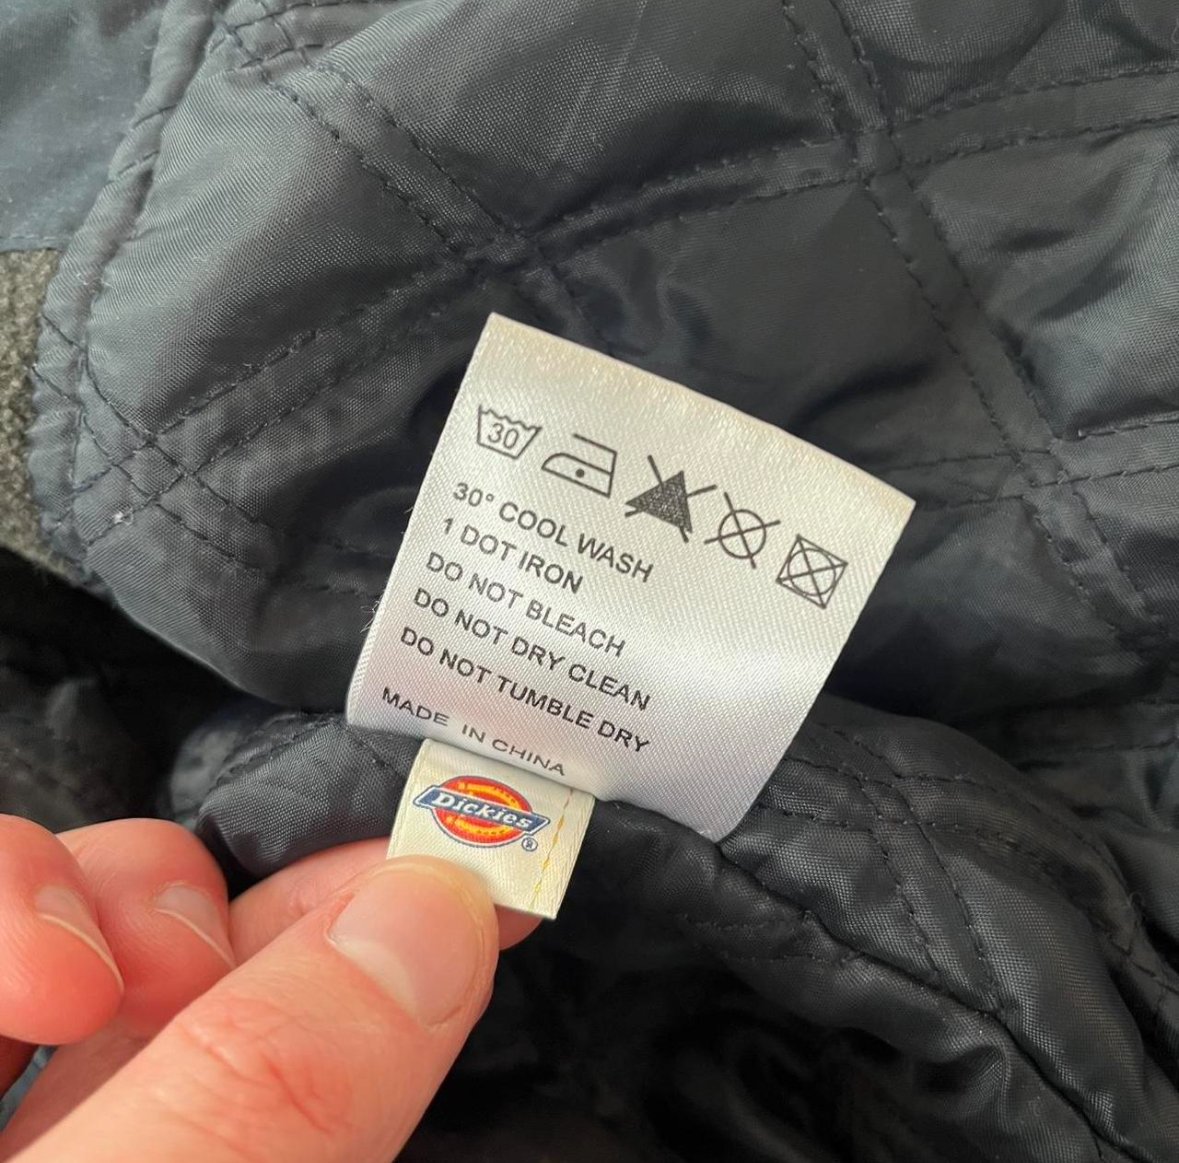 30
30° COOL WASH
1 DOT IRON
DO NOT BLEACH
DO NOT DRY CLEAN
DO NOT TUMBLE DRY
MADE IN CHINA
Dickies®